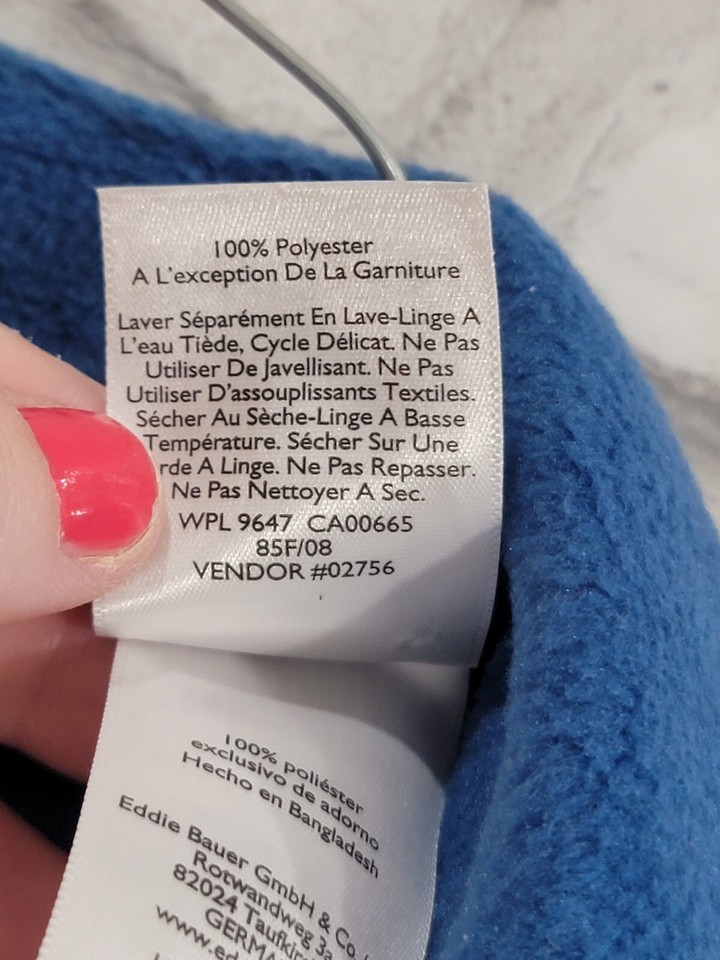 100% Polyester
A L'exception De La Garniture
Laver Séparément En Lave-Linge A
L'eau Tiède, Cycle Délicat. Ne Pas
Utiliser De Javellisant. Ne Pas
Utiliser D'assouplissants Textiles.
Sécher Au Sèche-Linge A Basse
Température. Sécher Sur Une
A Linge. Ne Pas Repasser.
Ne Pas Nettoyer A Sec.
WPL 9647 CA00665
85F/08
VENDOR #02756
100% poliéster
exclusivo de adorno
Hecho en Bangladesh
Eddie Bauer GmbH & Co.
Rotwandweg 3a
82024